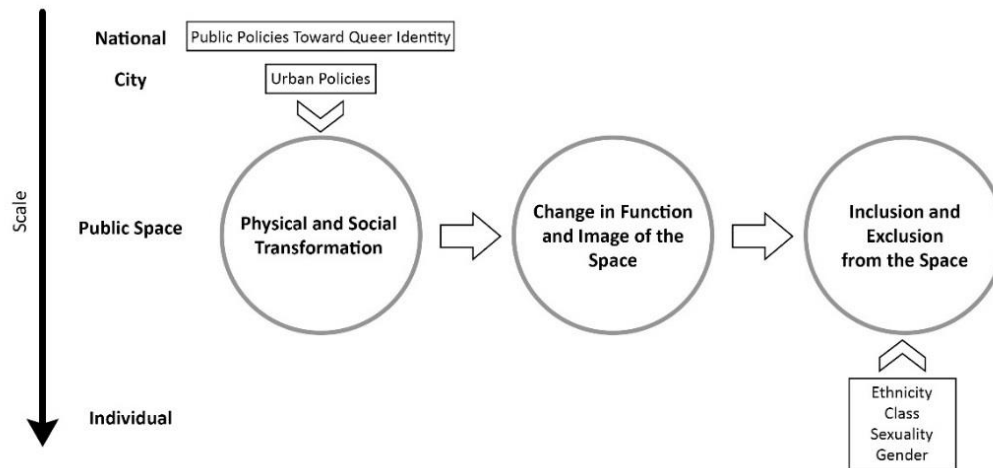 National
Public Policies Toward Queer Identity
City
Urban Policies
Scale
Public Space
Physical and Social
Transformation
Change in Function
and Image of the
Space
Inclusion and
Exclusion
from the Space
Individual
Ethnicity
Class
Sexuality
Gender